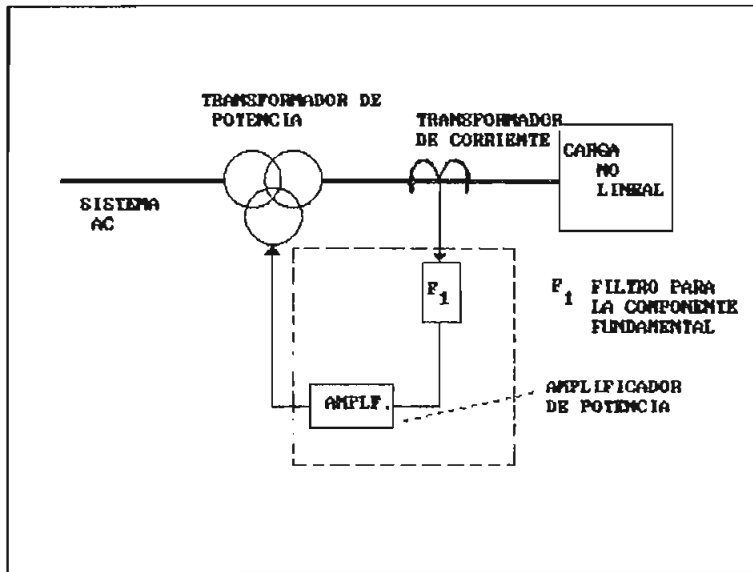 TRANSFORMADOR DE
POTENCIA
TRANSFORMADOR
DE CORRIENTE
CARGA
NO
LINEAL
SISTEMA
AC
F1
F1 FILTRO PARA
LA COMPONENTE
FUNDAMENTAL
AMPLF.
AMPLIFICADOR
DE POTENCIA